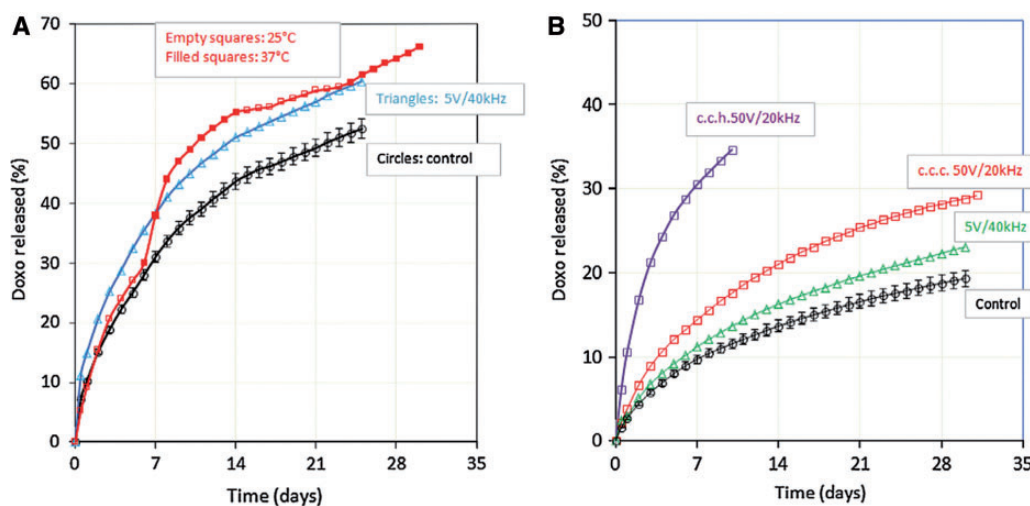 A
Doxo released (%)
70
60
50
40
30
20
10
0
Empty squares: 25°C
Filled squares: 37°C
Triangles: 5V/40kHz
Circles: control
0 7 14 21 28 35
Time (days)
B
Doxo released (%)
50
40
30
20
10
0
c.c.h.50V/20kHz
c.c.c. 50V/20kHz
5V/40kHz
Control
0 7 14 21 28 35
Time (days)